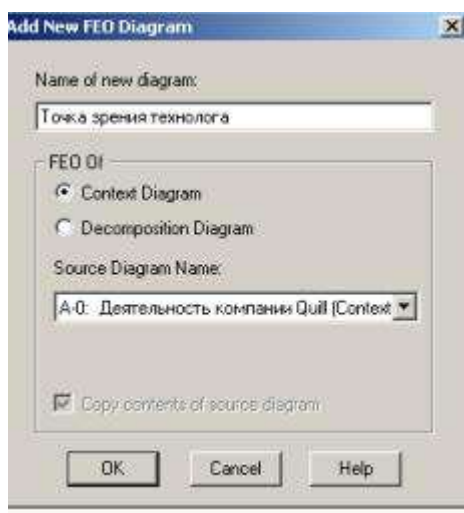 Add New FEO Diagram
Name of new diagram:
Точка зрения технолога
FEO Of
Context Diagram
Decomposition Diagram
Source Diagram Name:
A-0: Деятельность компании Quill (Context
Copy contents of source diagram
OK Cancel Help